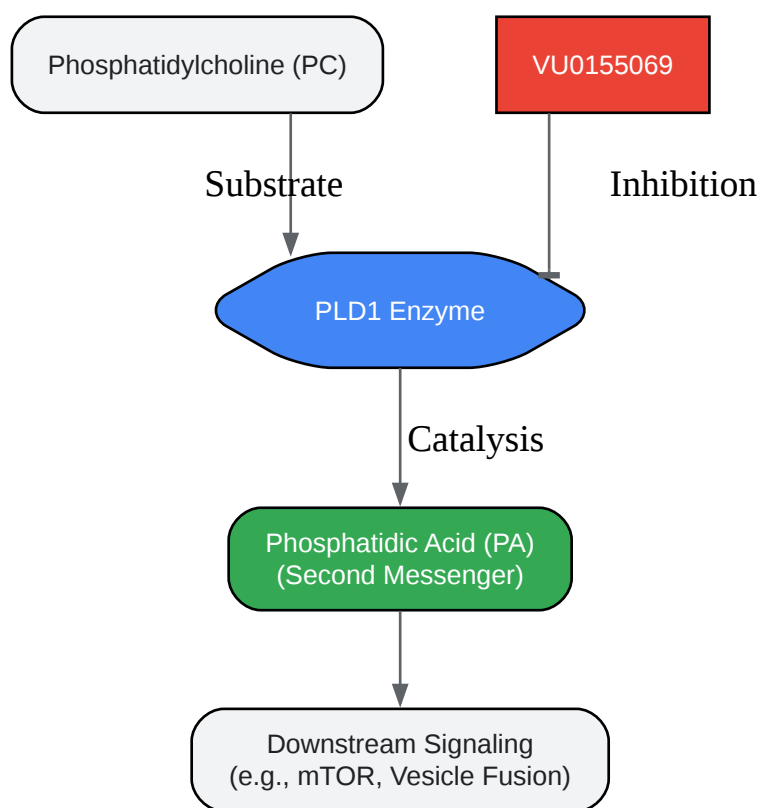 Phosphatidylcholine (PC)
VU0155069
Substrate
Inhibition
PLD1 Enzyme
Catalysis
Phosphatidic Acid (PA)
(Second Messenger)
Downstream Signaling
(e.g., mTOR, Vesicle Fusion)